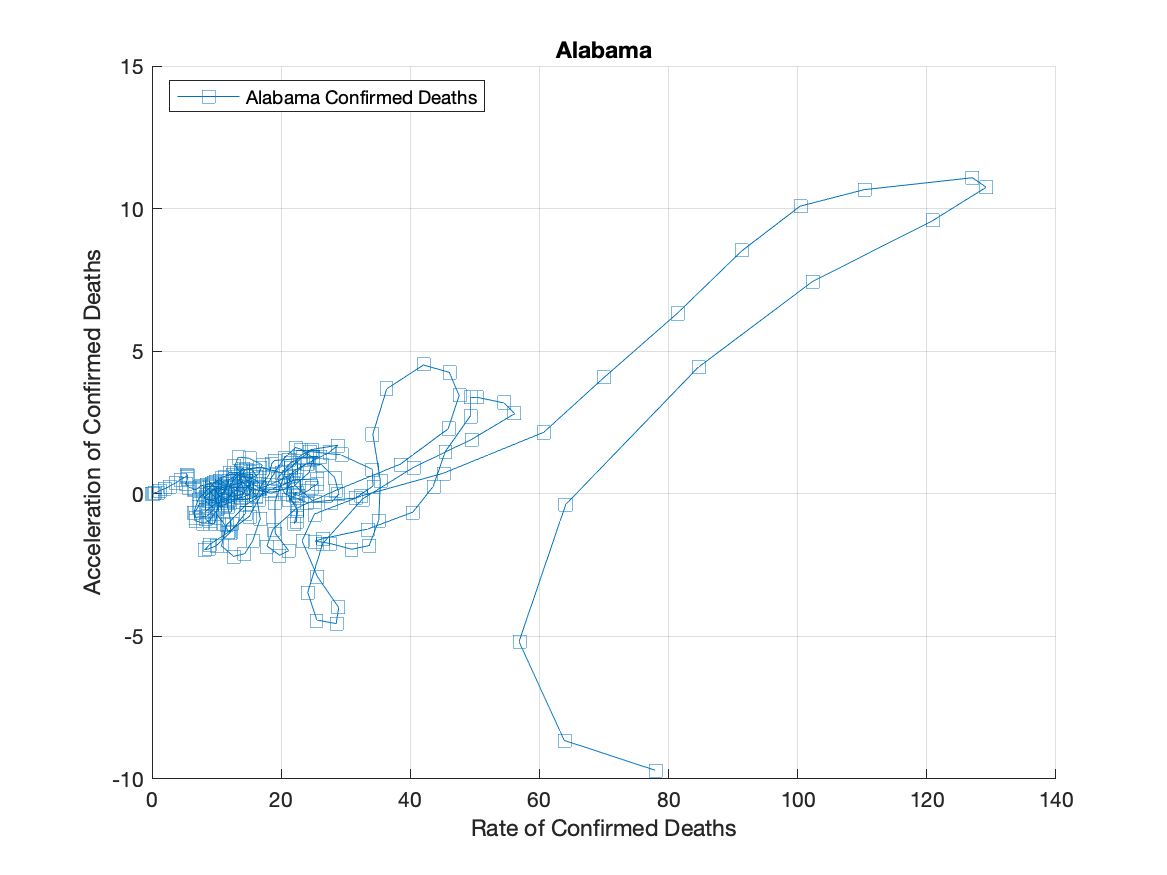 Alabama
Alabama Confirmed Deaths
15
10
5
0
-5
-10
Acceleration of Confirmed Deaths
0 20 40 60 80 100 120 140
Rate of Confirmed Deaths